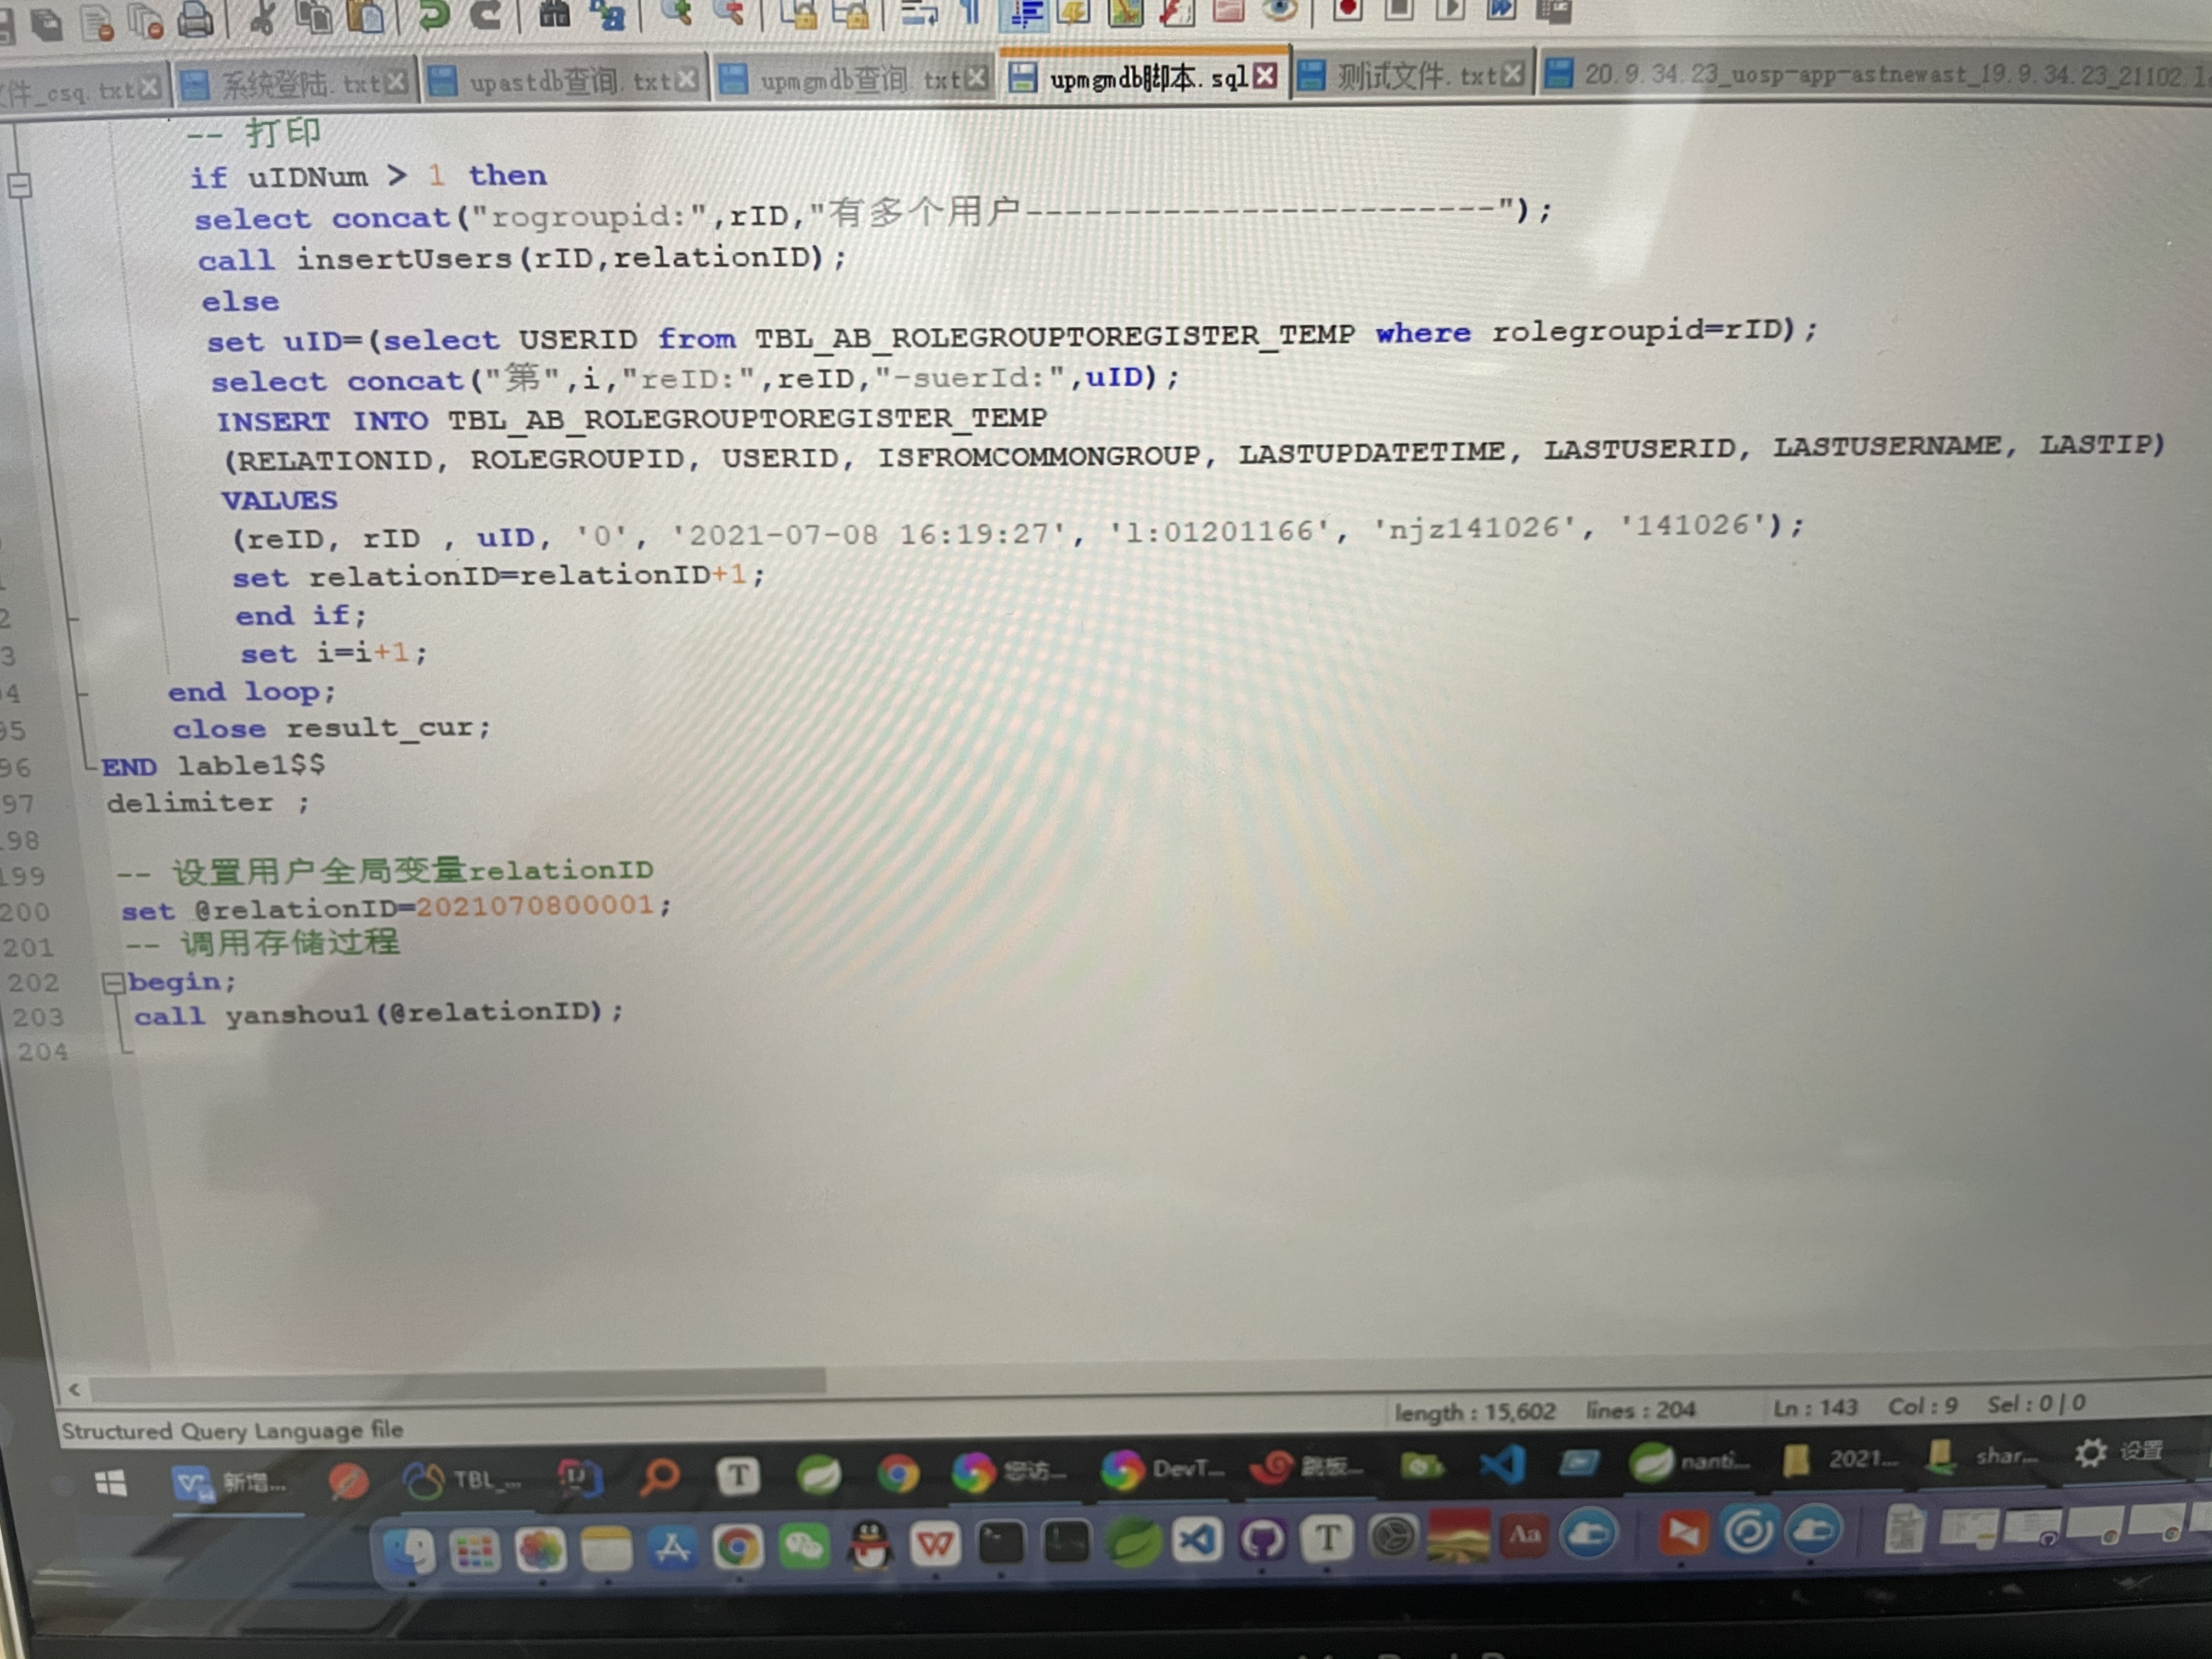 件_csq.txt 系统登陆.txt upastdb查询.txt upmgmdb查询.txt upmgmdb脚本.sql 测试文件.txt 20.9.34.23_uosp-app-astnewast_19.9.34.23_21102.1
-- 打印
if uIDNum > 1 then
select concat("rogroupid:",rID,"有多个用户------------------------");
call insertUsers(rID,relationID);
else
set uID=(select USERID from TBL_AB_ROLEGROUPTOREGISTER_TEMP where rolegroupid=rID);
select concat("第",i,"reID:",reID,"-suerId:",uID);
INSERT INTO TBL_AB_ROLEGROUPTOREGISTER_TEMP
(RELATIONID, ROLEGROUPID, USERID, ISFROMCOMMONGROUP, LASTUPDATETIME, LASTUSERID, LASTUSERNAME, LASTIP)
VALUES
(reID, rID , uID, '0', '2021-07-08 16:19:27', 'l:01201166', 'njz141026', '141026');
set relationID=relationID+1;
2 end if;
3 set i=i+1;
94 end loop;
95 close result_cur;
96 END lable1$$
97 delimiter ;
198
199 -- 设置用户全局变量relationID
200 set @relationID=2021070800001;
201 -- 调用存储过程
202 begin;
203 call yanshou1(@relationID);
204
Structured Query Language file length : 15,602 lines : 204 Ln : 143 Col : 9 Sel : 0 | 0
新增... TBL_... T 您访... DevT... 跳板... nanti... 2021... shar... 设置
T Aa